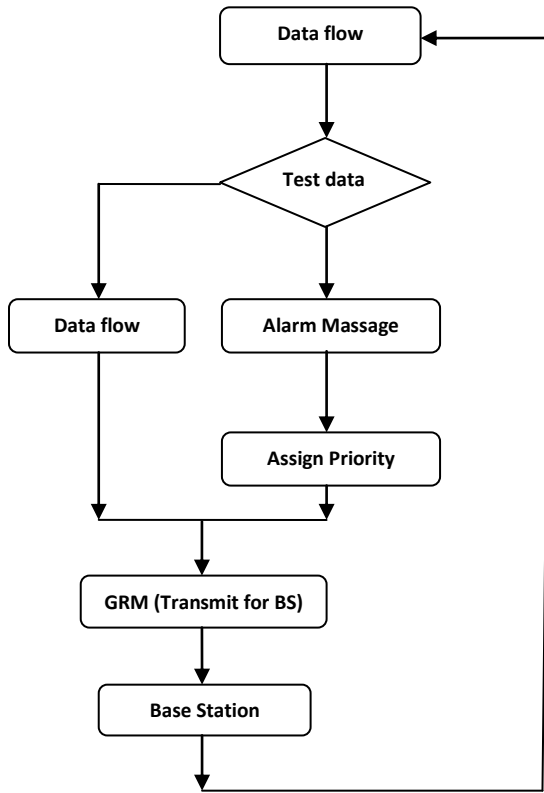 Data flow
Test data
Data flow
Alarm Massage
Assign Priority
GRM (Transmit for BS)
Base Station